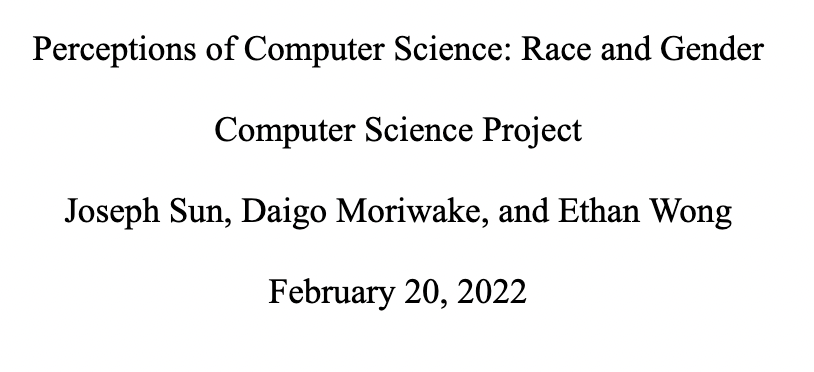 Perceptions of Computer Science: Race and Gender
Computer Science Project
Joseph Sun, Daigo Moriwake, and Ethan Wong
February 20, 2022